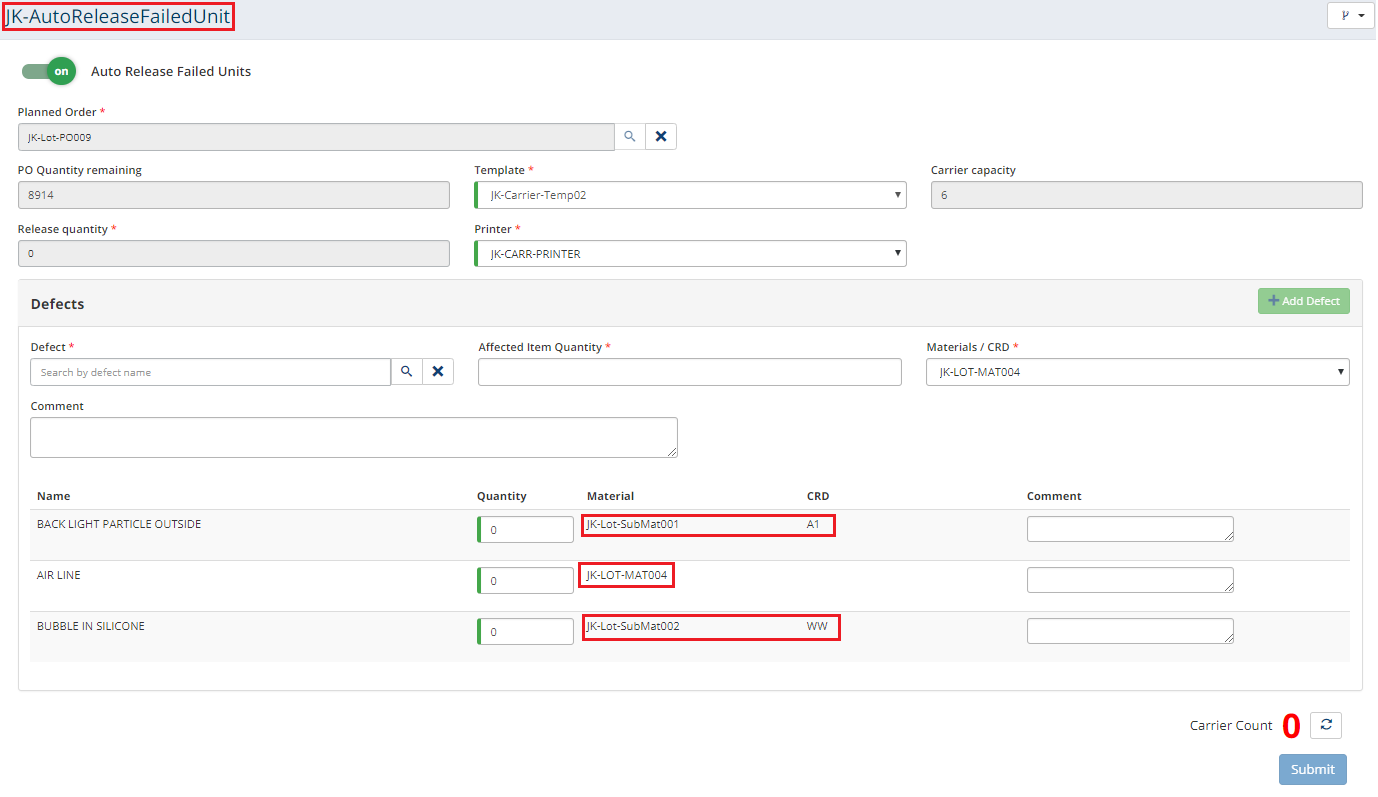 JK-AutoReleaseFailedUnit
on Auto Release Failed Units
Planned Order *
JK-Lot-PO009
PO Quantity remaining Template * Carrier capacity
8914 JK-Carrier-Temp02 6
Release quantity * Printer *
0 JK-CARR-PRINTER
Defects + Add Defect
Defect * Affected Item Quantity * Materials / CRD *
Search by defect name JK-LOT-MAT004
Comment
Name Quantity Material CRD Comment
BACK LIGHT PARTICLE OUTSIDE 0 JK-Lot-SubMat001 A1
AIR LINE 0 JK-LOT-MAT004
BUBBLE IN SILICONE 0 JK-Lot-SubMat002 WW
Carrier Count 0
Submit